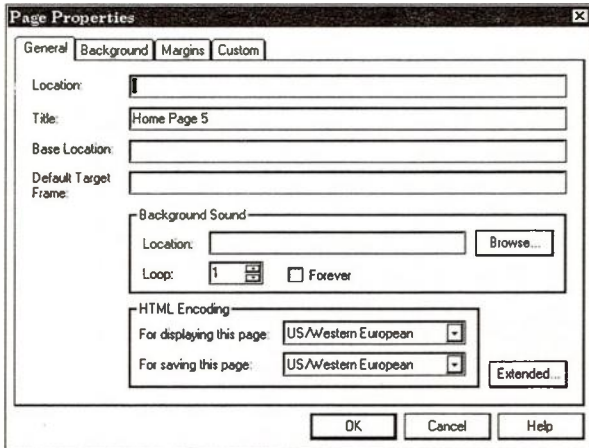 Page Properties
General Background Margins Custom
Location:
Title: Home Page 5
Base Location:
Default Target
Frame:
Background Sound
Location: Browse...
Loop: 1 Forever
HTML Encoding
For displaying this page: US/Western European
For saving this page: US/Western European
Extended...
OK Cancel Help